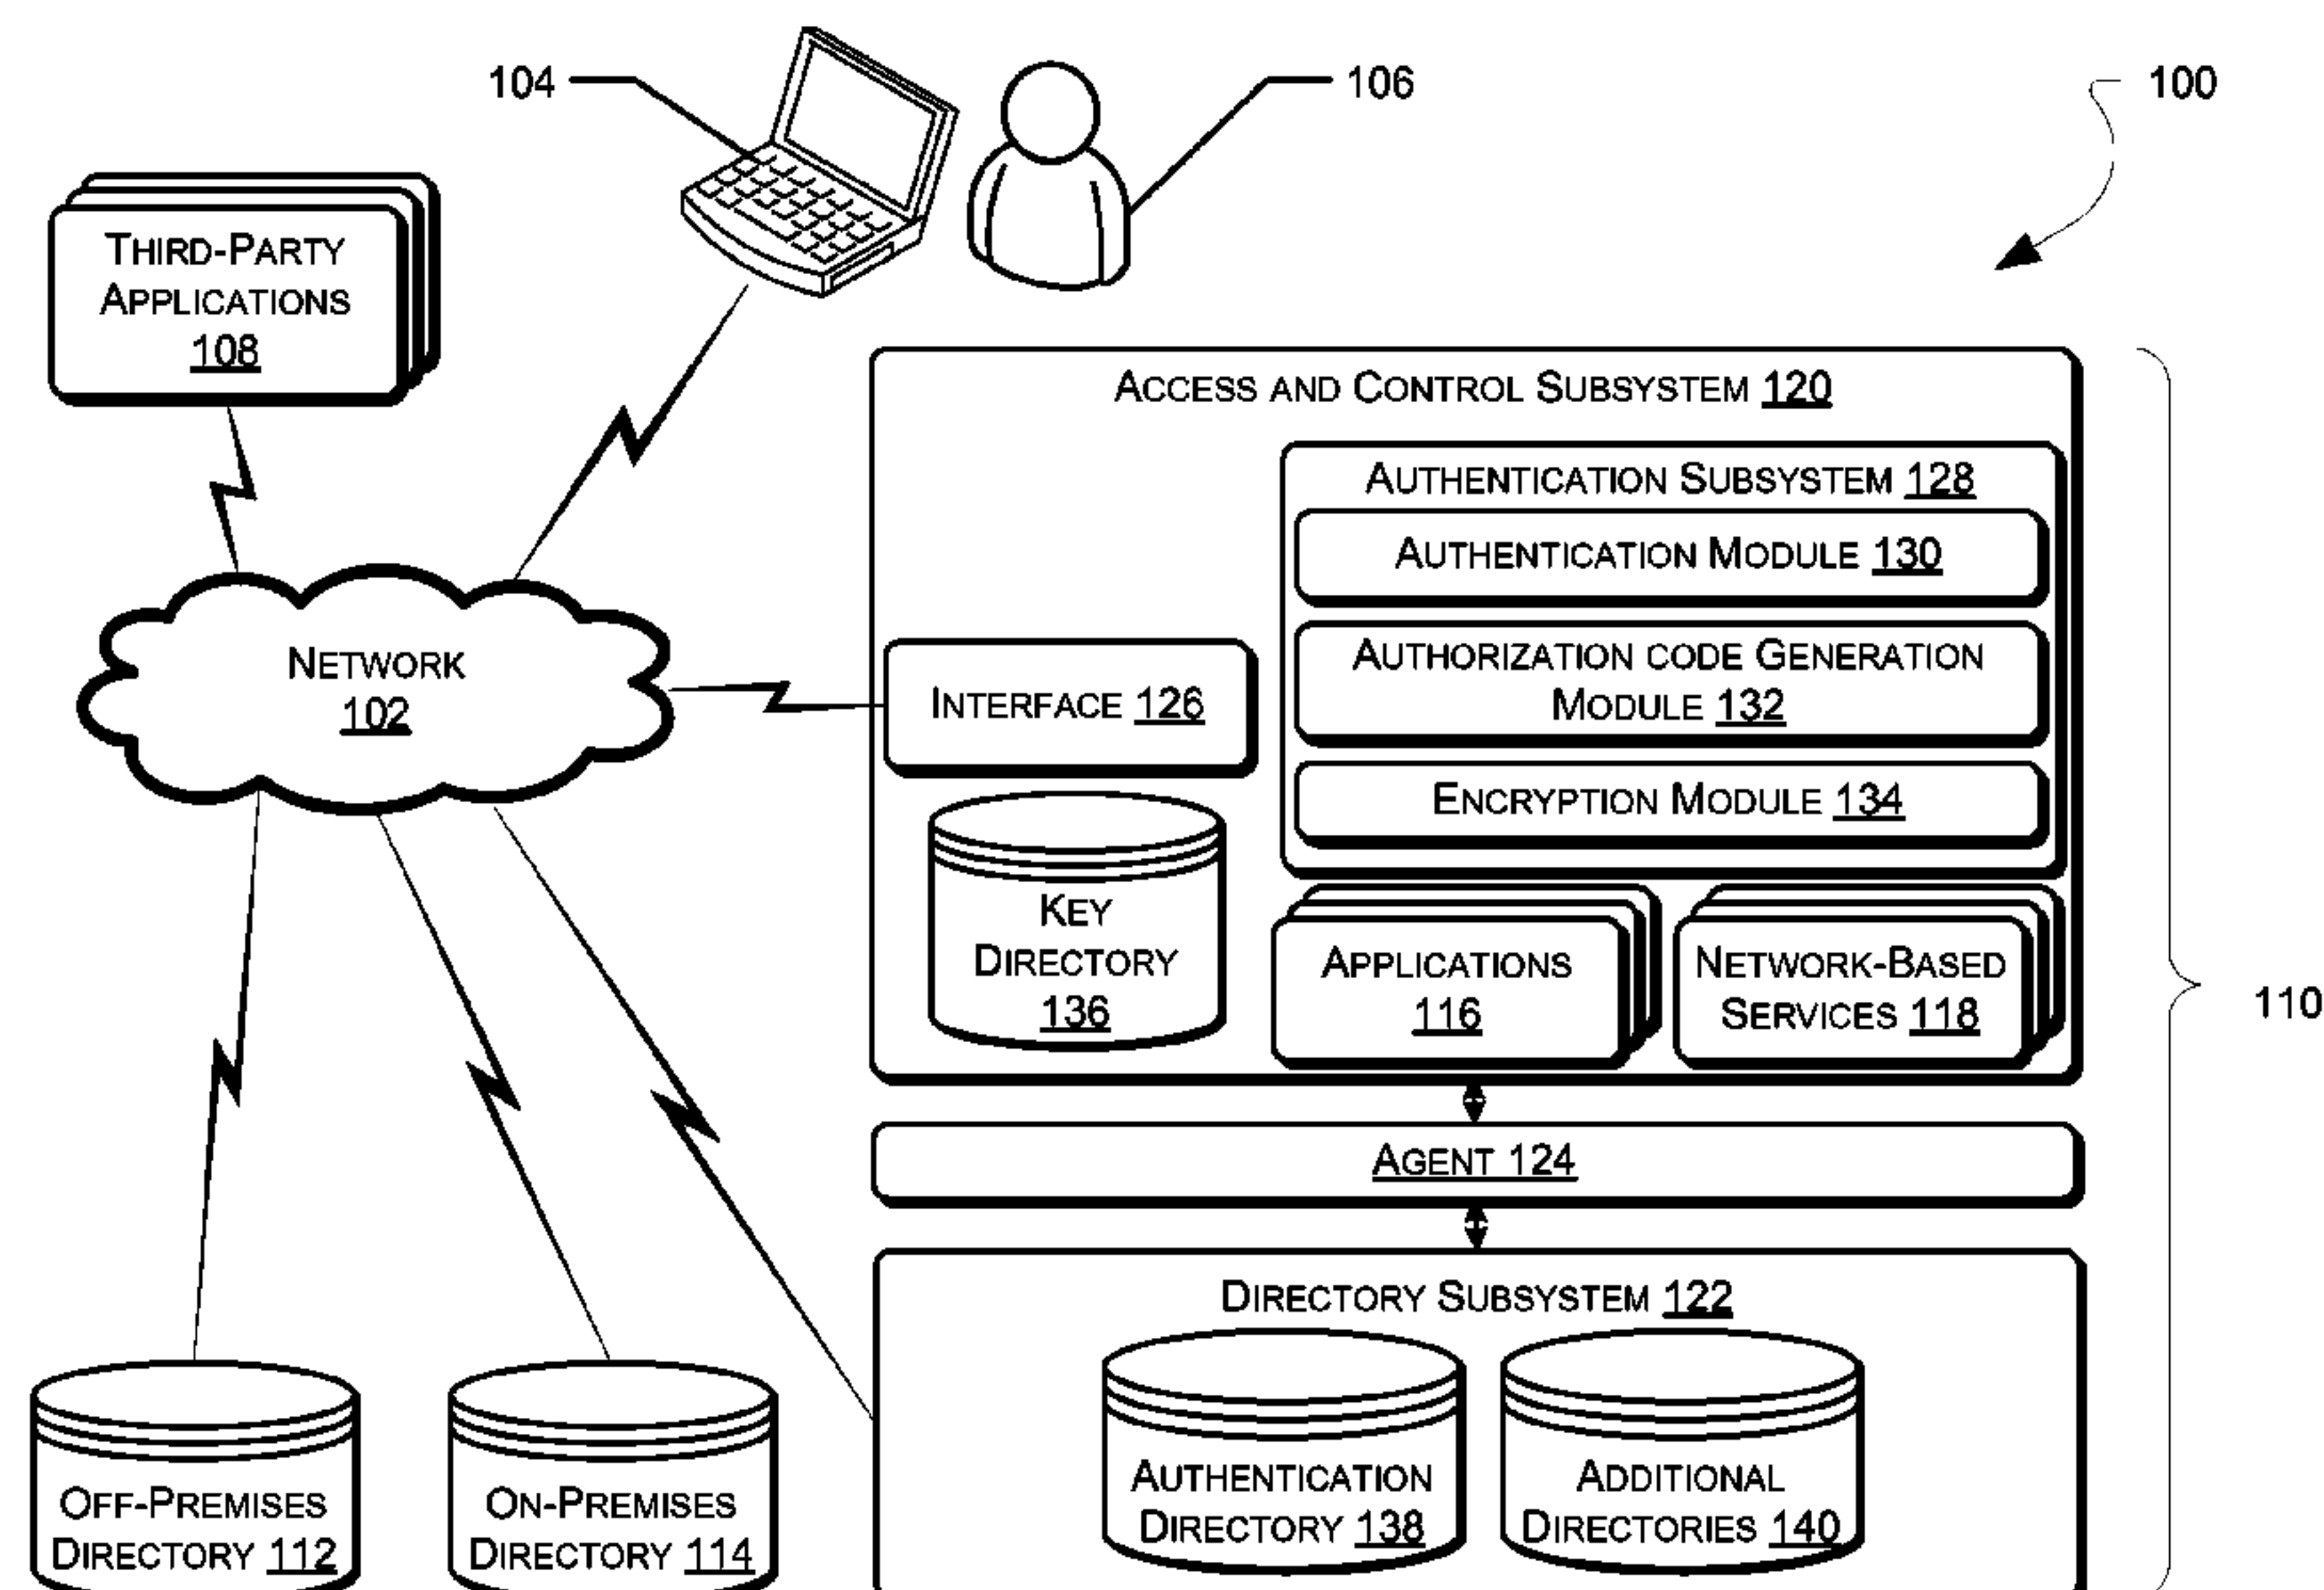 104
106
100
THIRD-PARTY
APPLICATIONS
108
ACCESS AND CONTROL SUBSYSTEM 120
AUTHENTICATION SUBSYSTEM 128
AUTHENTICATION MODULE 130
AUTHORIZATION CODE GENERATION
MODULE 132
ENCRYPTION MODULE 134
NETWORK
102
INTERFACE 126
KEY
DIRECTORY
136
APPLICATIONS
116
NETWORK-BASED
SERVICES 118
110
AGENT 124
DIRECTORY SUBSYSTEM 122
AUTHENTICATION
DIRECTORY 138
ADDITIONAL
DIRECTORIES 140
OFF-PREMISES
DIRECTORY 112
ON-PREMISES
DIRECTORY 114